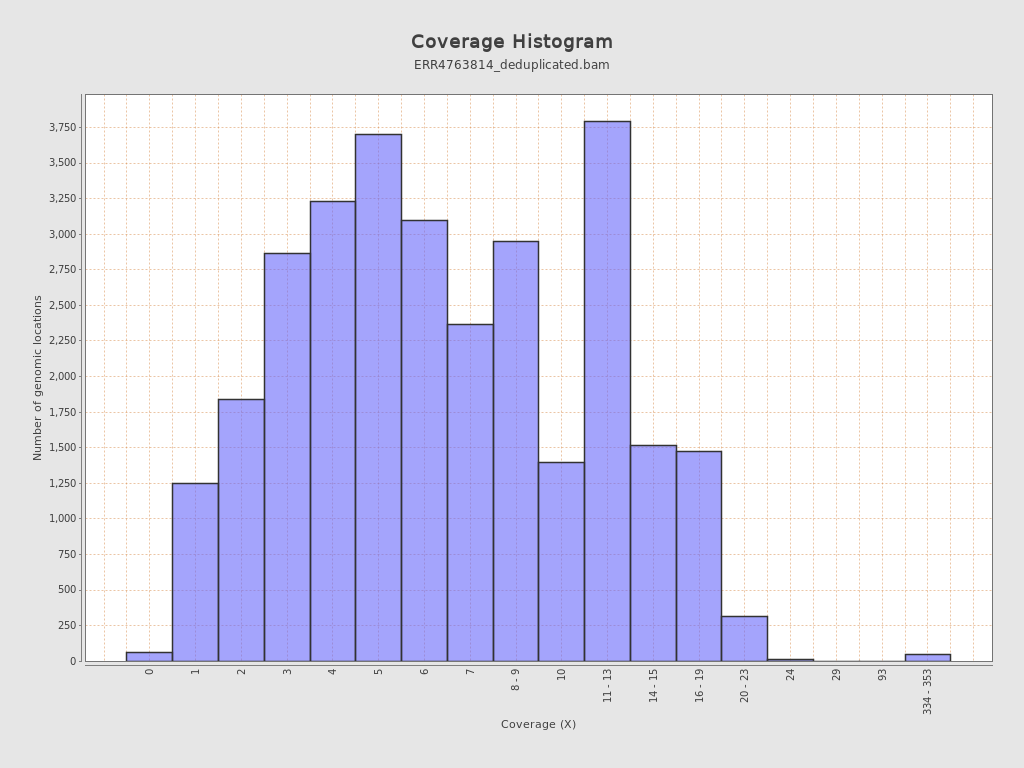 Coverage Histogram
ERR4763814_deduplicated.bam
Number of genomic locations
3,750
3,500
3,250
3,000
2,750
2,500
2,250
2,000
1,750
1,500
1,250
1,000
750
500
250
0
0
1
2
3
4
5
6
7
8 - 9
10
11 - 13
14 - 15
16 - 19
20 - 23
24
29
93
334 - 353
Coverage (X)